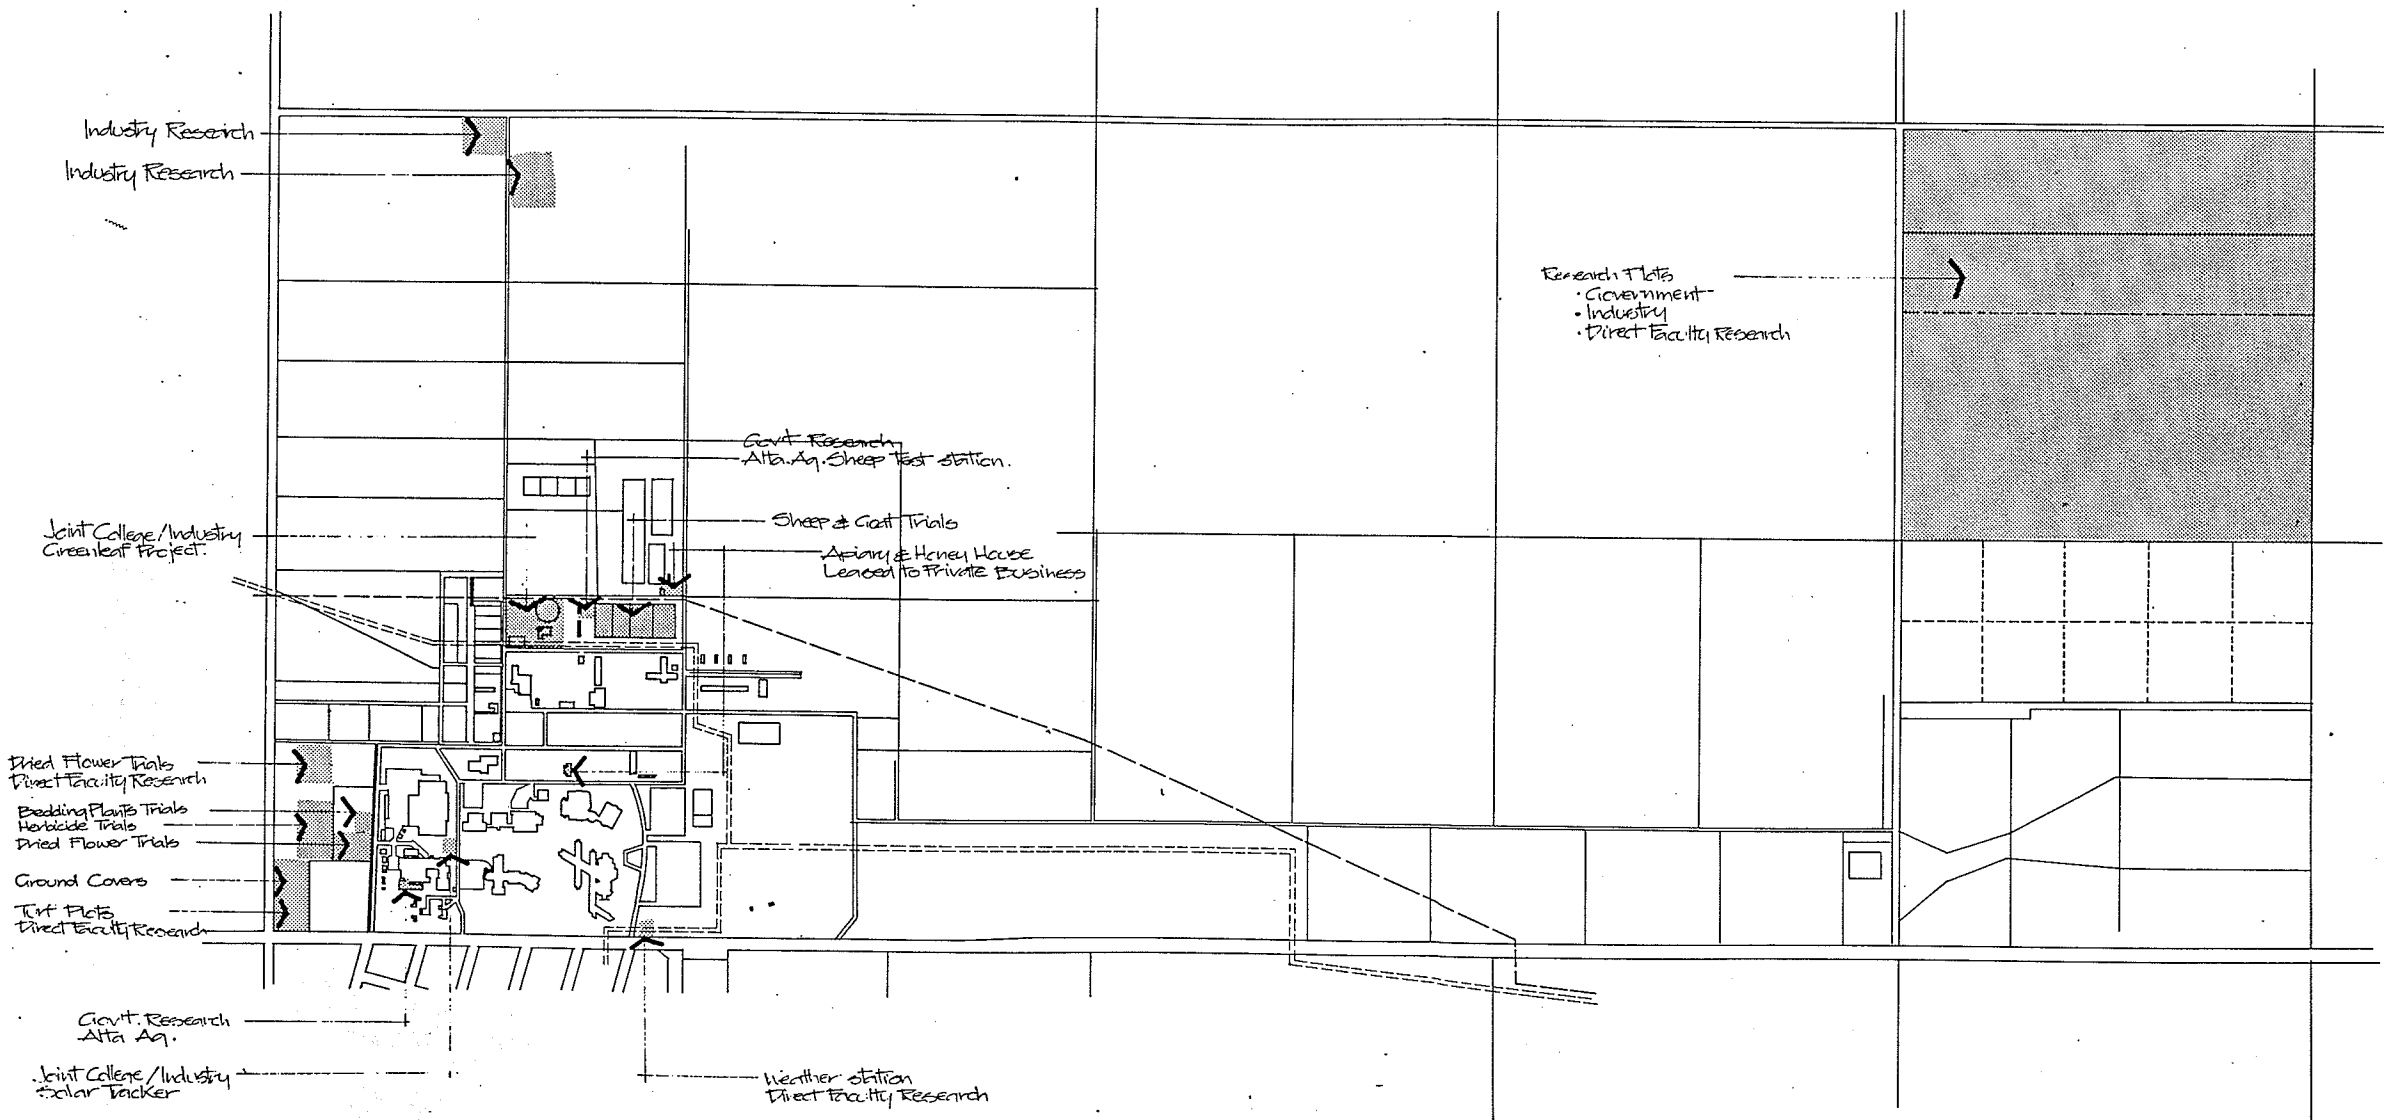 Industry Research
Industry Research
Research Plots
· Government
· Industry
· Direct Faculty Research
Gov't Research
Alta. Ag. Sheep Test Station.
Sheep & Goat Trials
Joint College/Industry
Greenleaf Project.
Apiary & Honey House
Leased to Private Business
Dried Flower Trials
Direct Faculty Research
Bedding Plants Trials
Herbicide Trials
Dried Flower Trials
Ground Covers
Turf Plots
Direct Faculty Research
Gov't. Research
Alta Ag.
Joint College/Industry
Solar Tracker
Weather Station
Direct Faculty Research